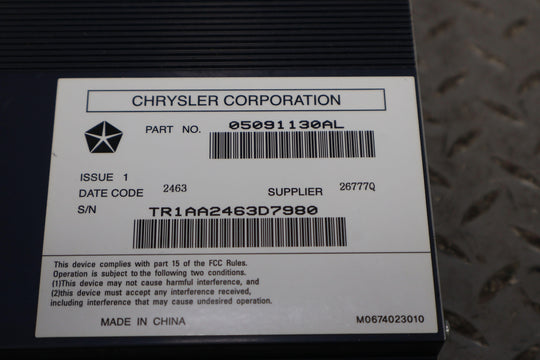 CHRYSLER CORPORATION
PART NO. 05091130AL
ISSUE 1
DATE CODE 2463 SUPPLIER 26777Q
S/N TR1AA2463D7980
This device complies with part 15 of the FCC Rules.
Operation is subject to the following two conditions.
(1)This device may not cause harmful interference, and
(2)this device must accept any interference received,
including interference that may cause undesired operation.
MADE IN CHINA M0674023010